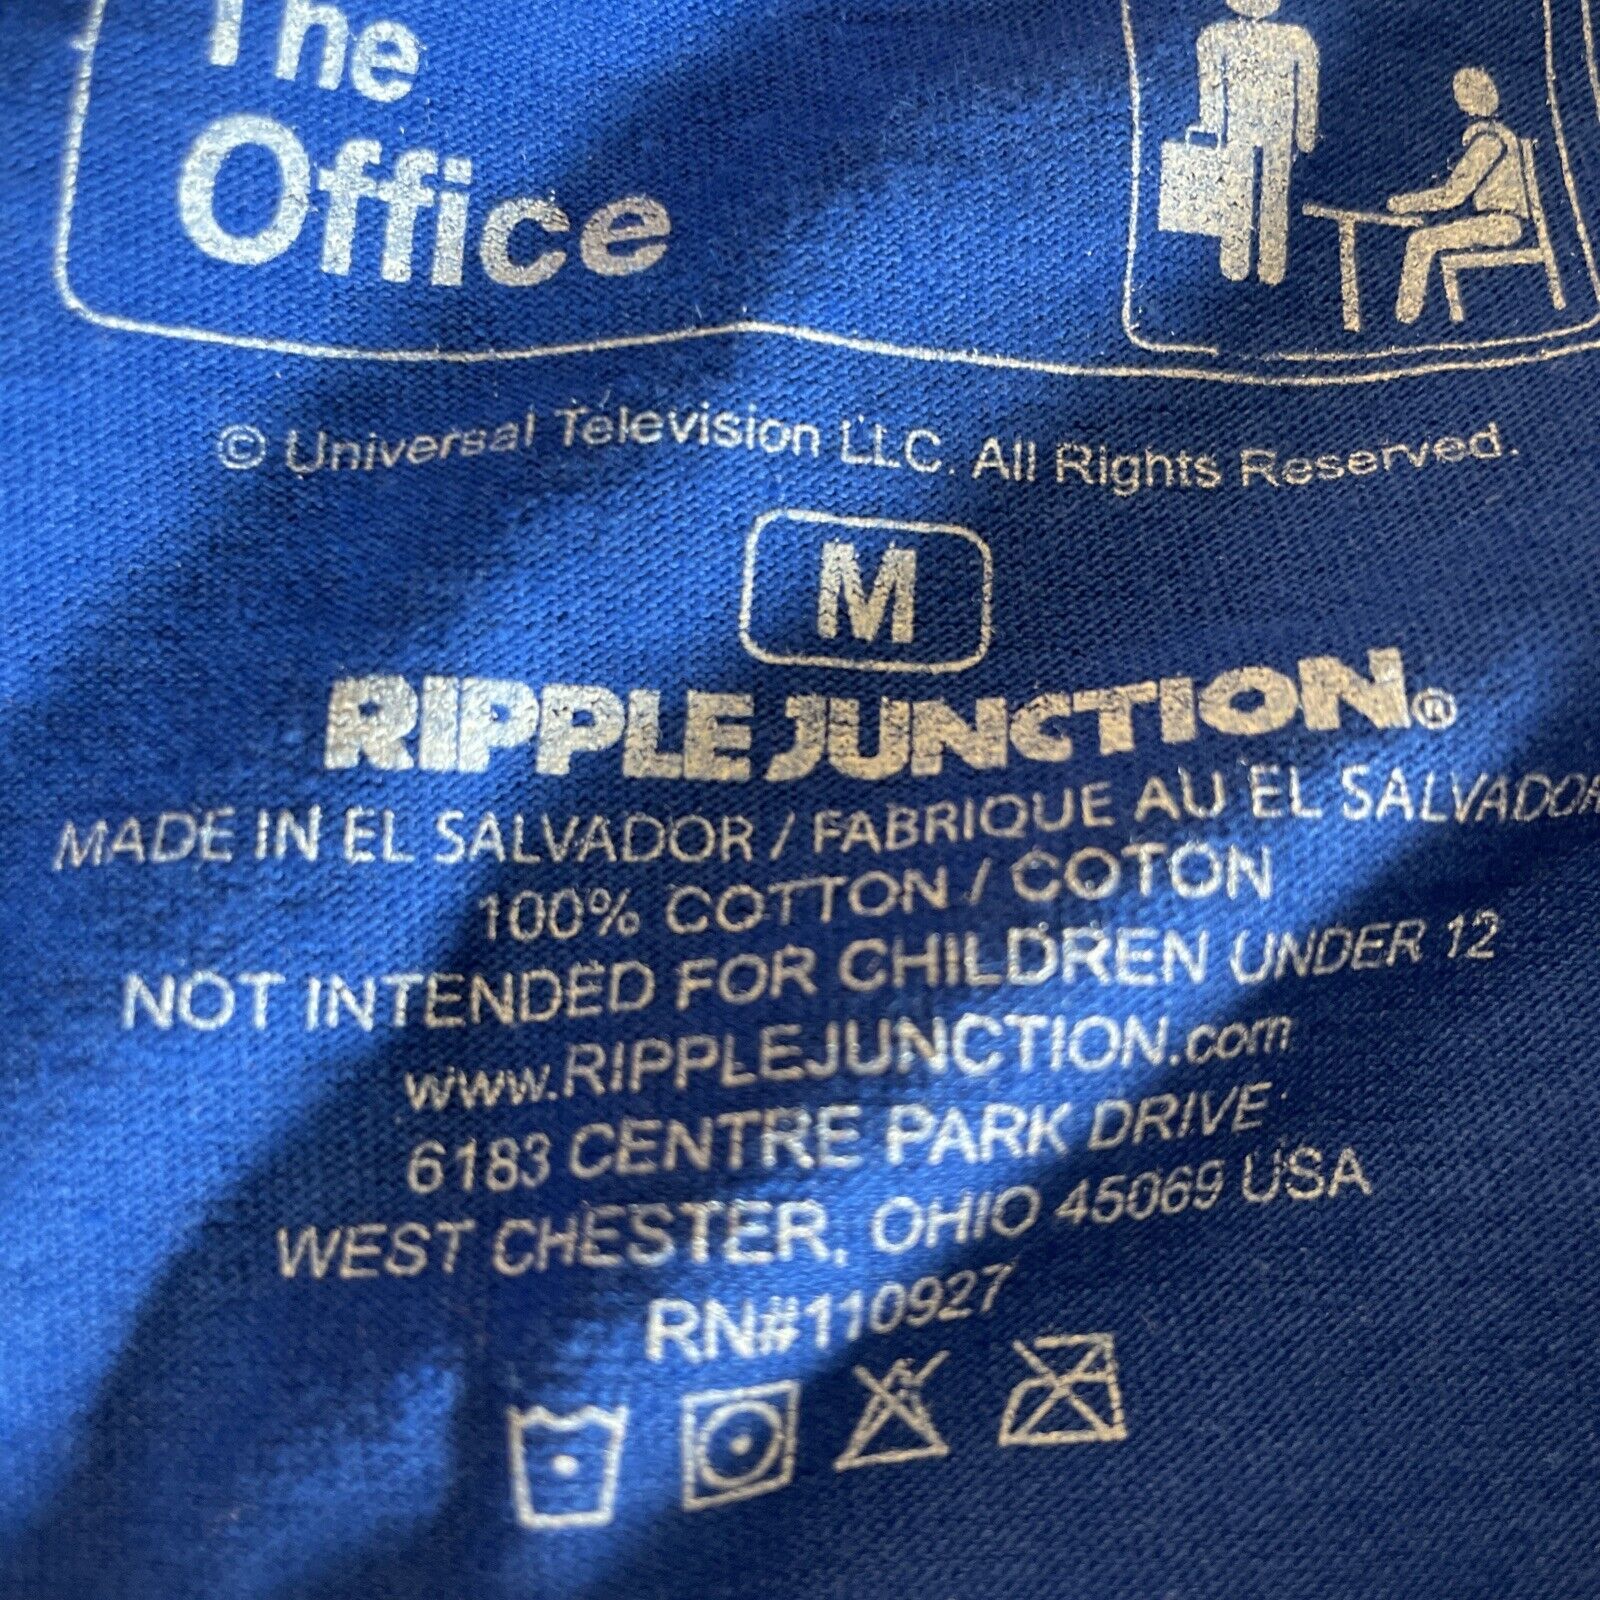 The
Office
© Universal Television LLC. All Rights Reserved.
M
RIPPLE JUNCTION®
MADE IN EL SALVADOR / FABRIQUE AU EL SALVADOR
100% COTTON / COTON
NOT INTENDED FOR CHILDREN UNDER 12
www.RIPPLEJUNCTION.com
6183 CENTRE PARK DRIVE
WEST CHESTER, OHIO 45069 USA
RN#110927